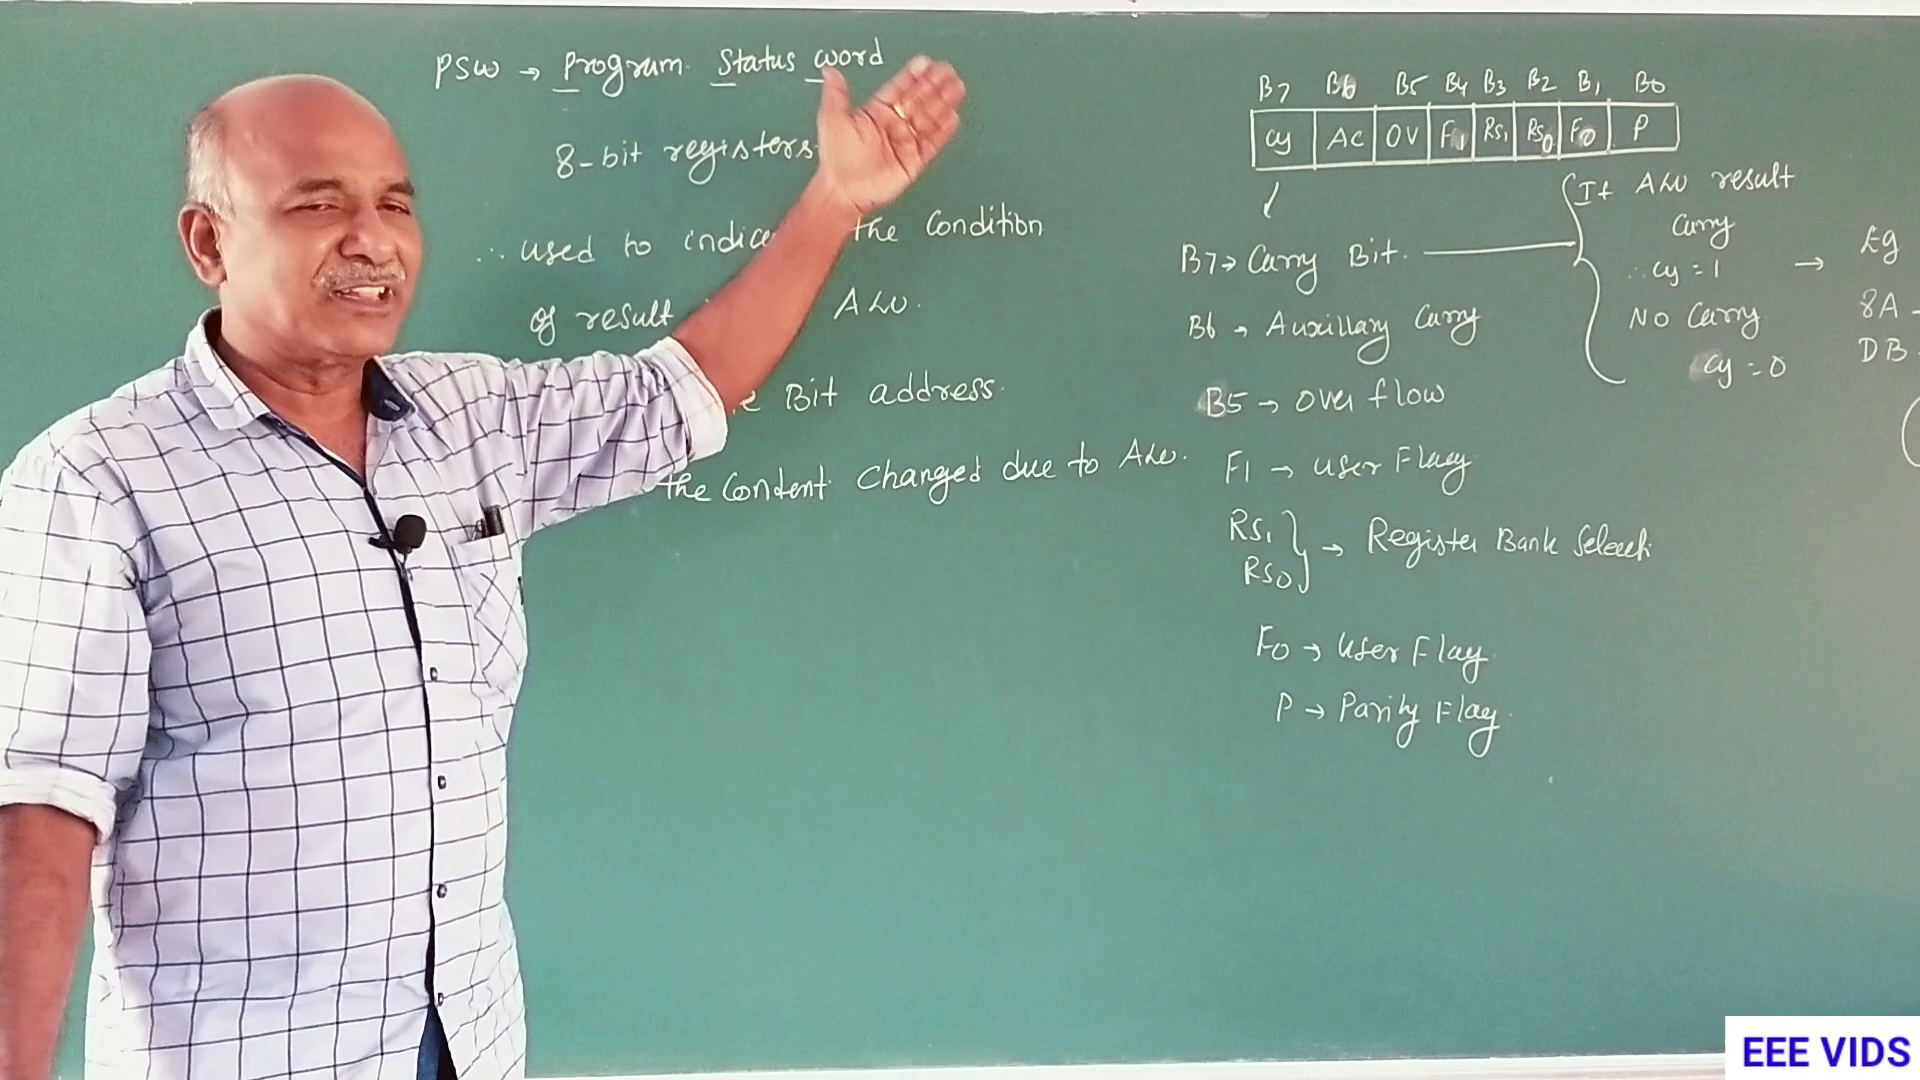 PSW → Program Status Word
8-bit registers
∴ used to indica the Condition
of result ALU.
Bit address.
the Content Changed due to ALU.
B7 B6 B5 B4 B3 B2 B1 B0
Cy AC OV F1 RS1 RS0 F0 P
B7 → Carry Bit.
If ALU result
Carry
∴ Cy = 1 →
No Carry
Cy = 0
Eg
8A -
DB -
B6 → Auxillary Carry
B5 → Over flow
F1 → User Flag
RS1
RS0 } → Register Bank Select
F0 → User Flag
P → Parity Flag.
EEE VIDS